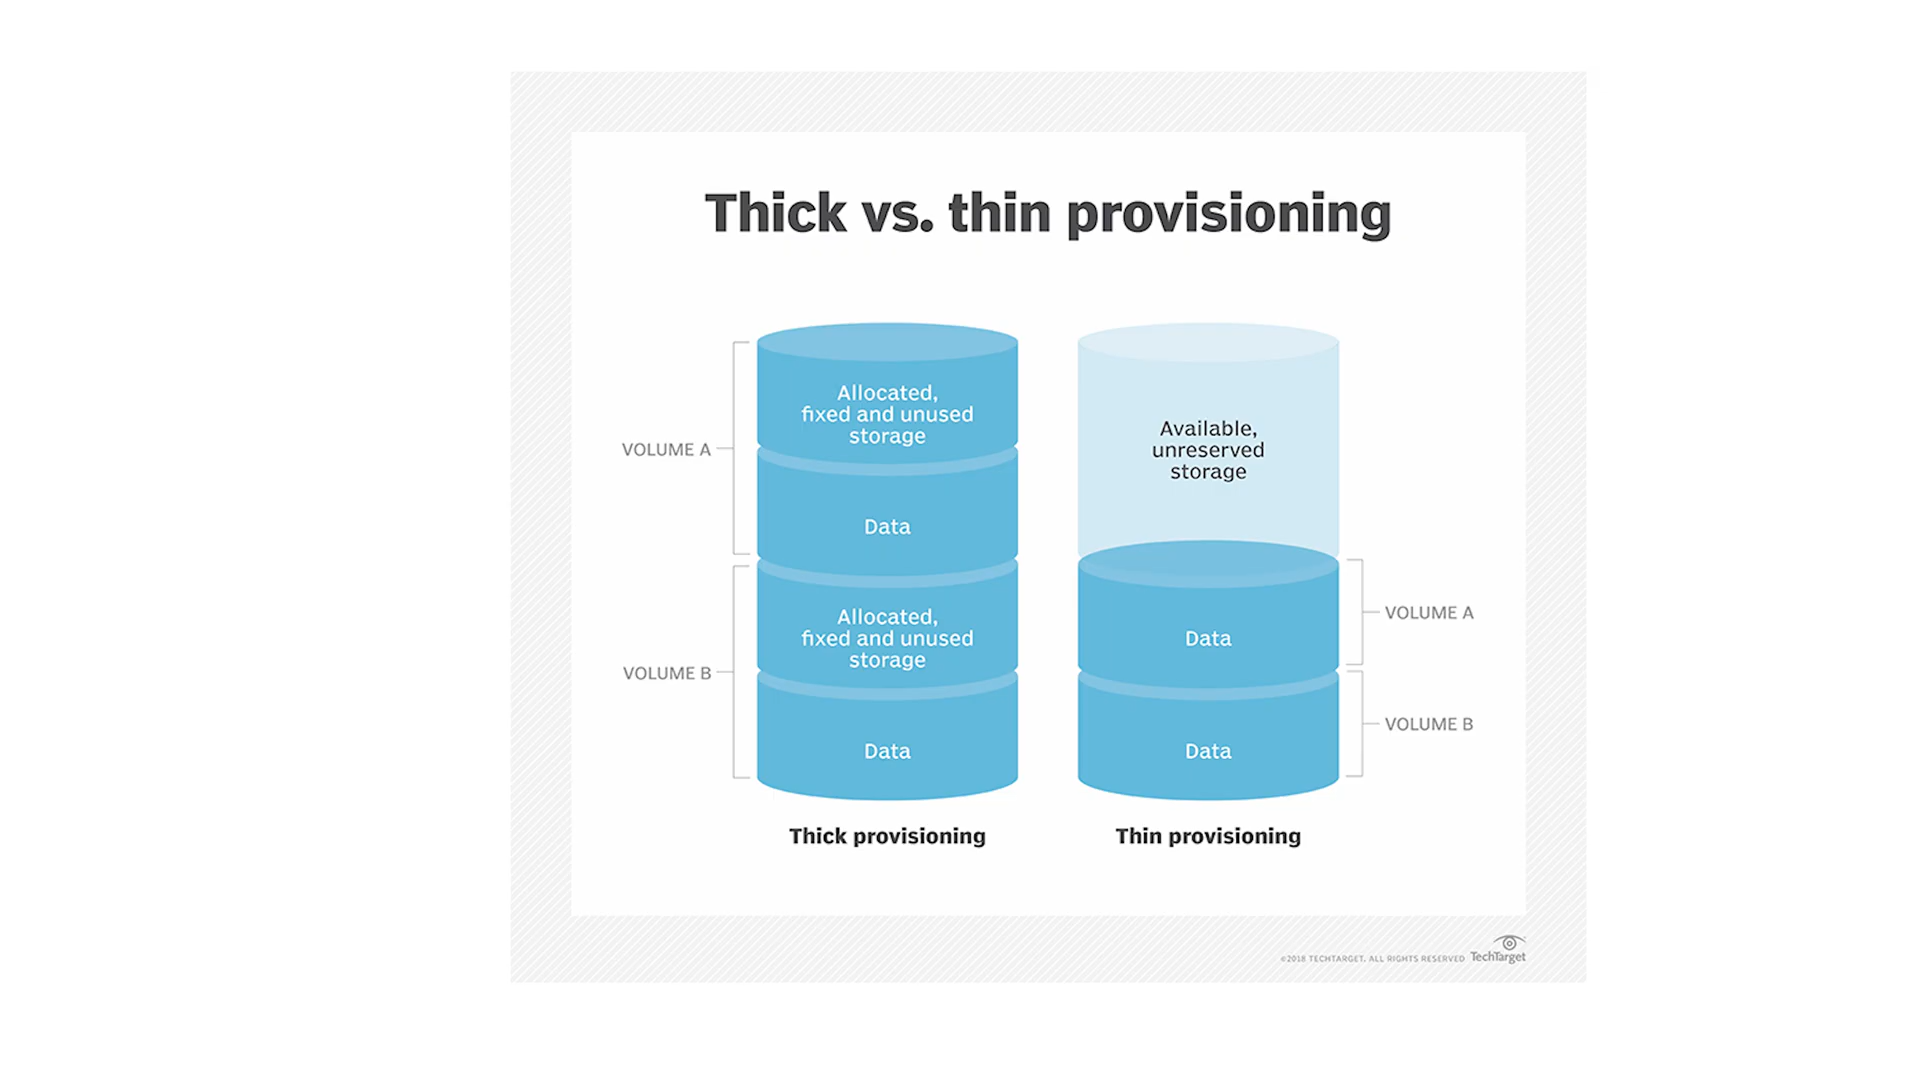 Thick vs. thin provisioning
VOLUME A
Allocated,
fixed and unused
storage
Data
VOLUME B
Allocated,
fixed and unused
storage
Data
Thick provisioning
Available,
unreserved
storage
Data
VOLUME A
Data
VOLUME B
Thin provisioning
©2018 TECHTARGET. ALL RIGHTS RESERVED TechTarget